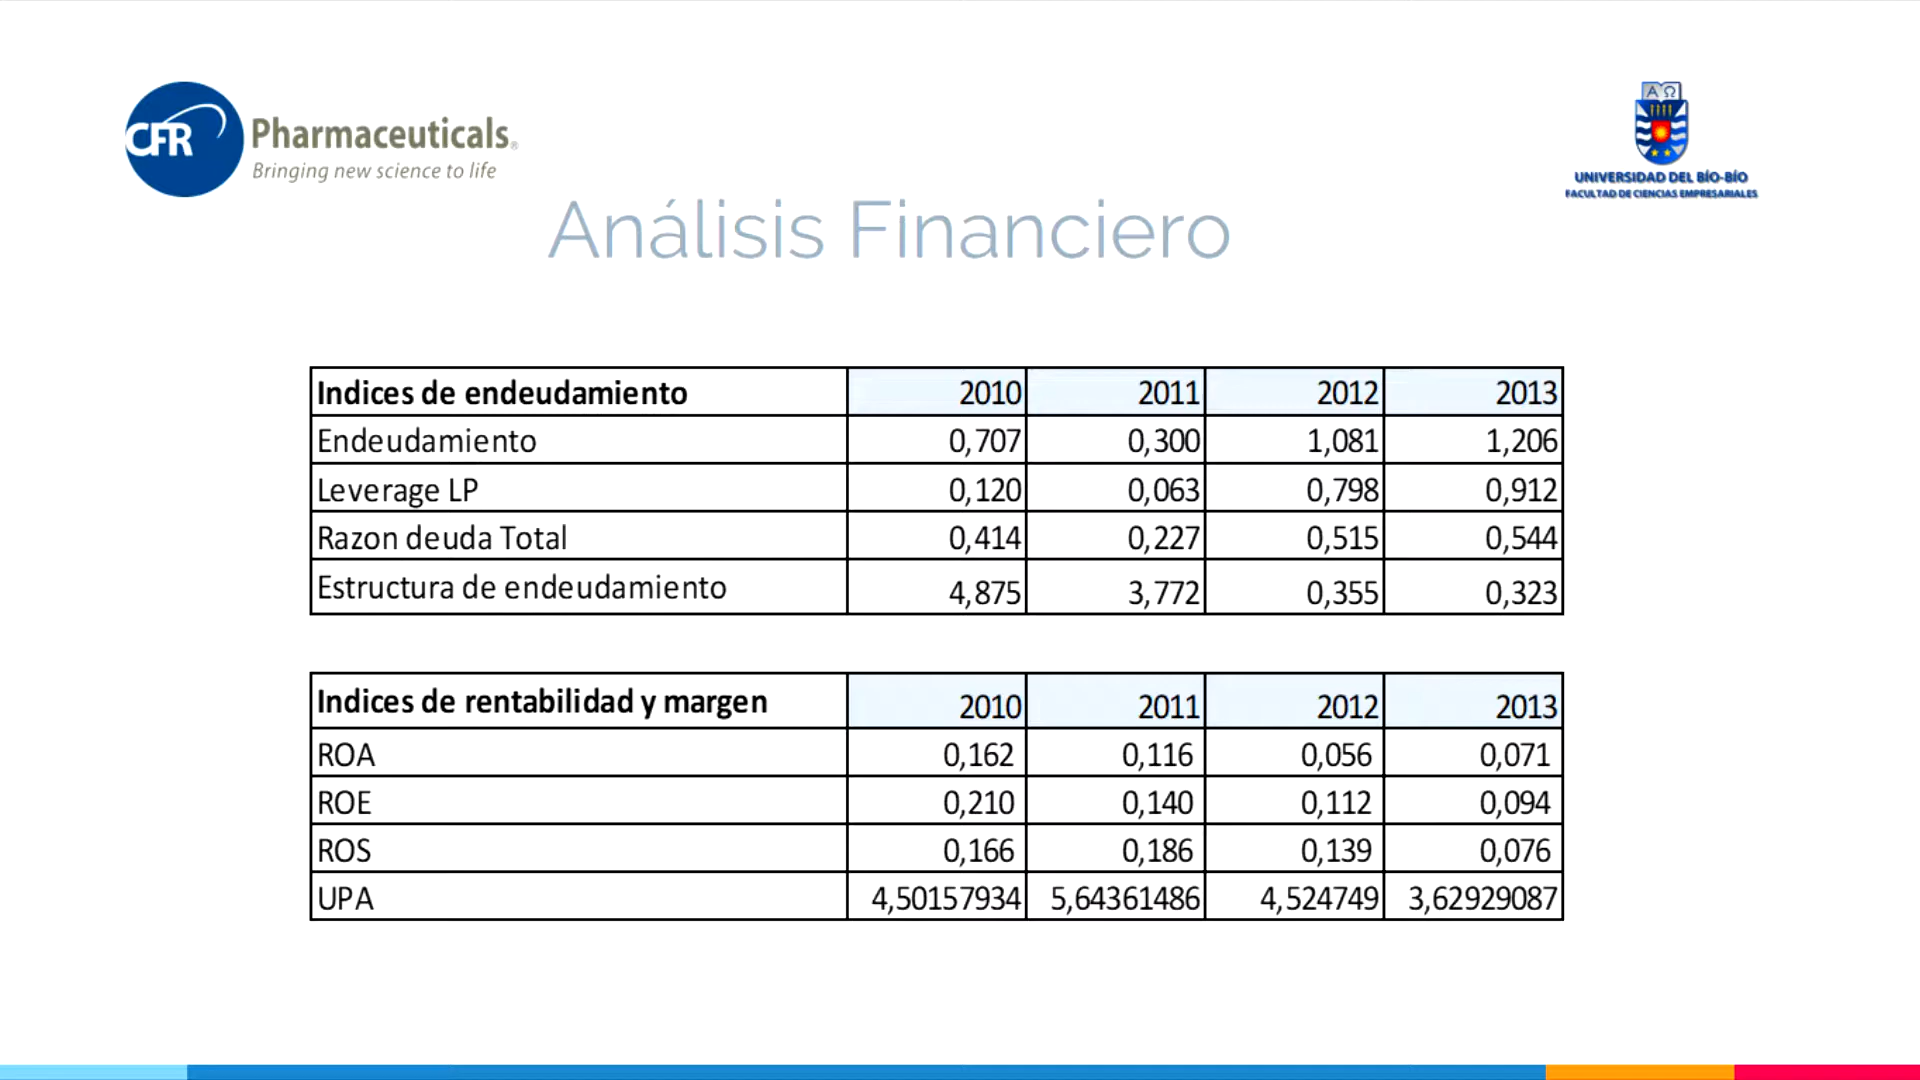 CFR Pharmaceuticals®
Bringing new science to life
ΑΩ
UNIVERSIDAD DEL BÍO-BÍO
FACULTAD DE CIENCIAS EMPRESARIALES
Análisis Financiero
Indices de endeudamiento 2010 2011 2012 2013
Endeudamiento 0,707 0,300 1,081 1,206
Leverage LP 0,120 0,063 0,798 0,912
Razon deuda Total 0,414 0,227 0,515 0,544
Estructura de endeudamiento 4,875 3,772 0,355 0,323
Indices de rentabilidad y margen 2010 2011 2012 2013
ROA 0,162 0,116 0,056 0,071
ROE 0,210 0,140 0,112 0,094
ROS 0,166 0,186 0,139 0,076
UPA 4,50157934 5,64361486 4,524749 3,62929087